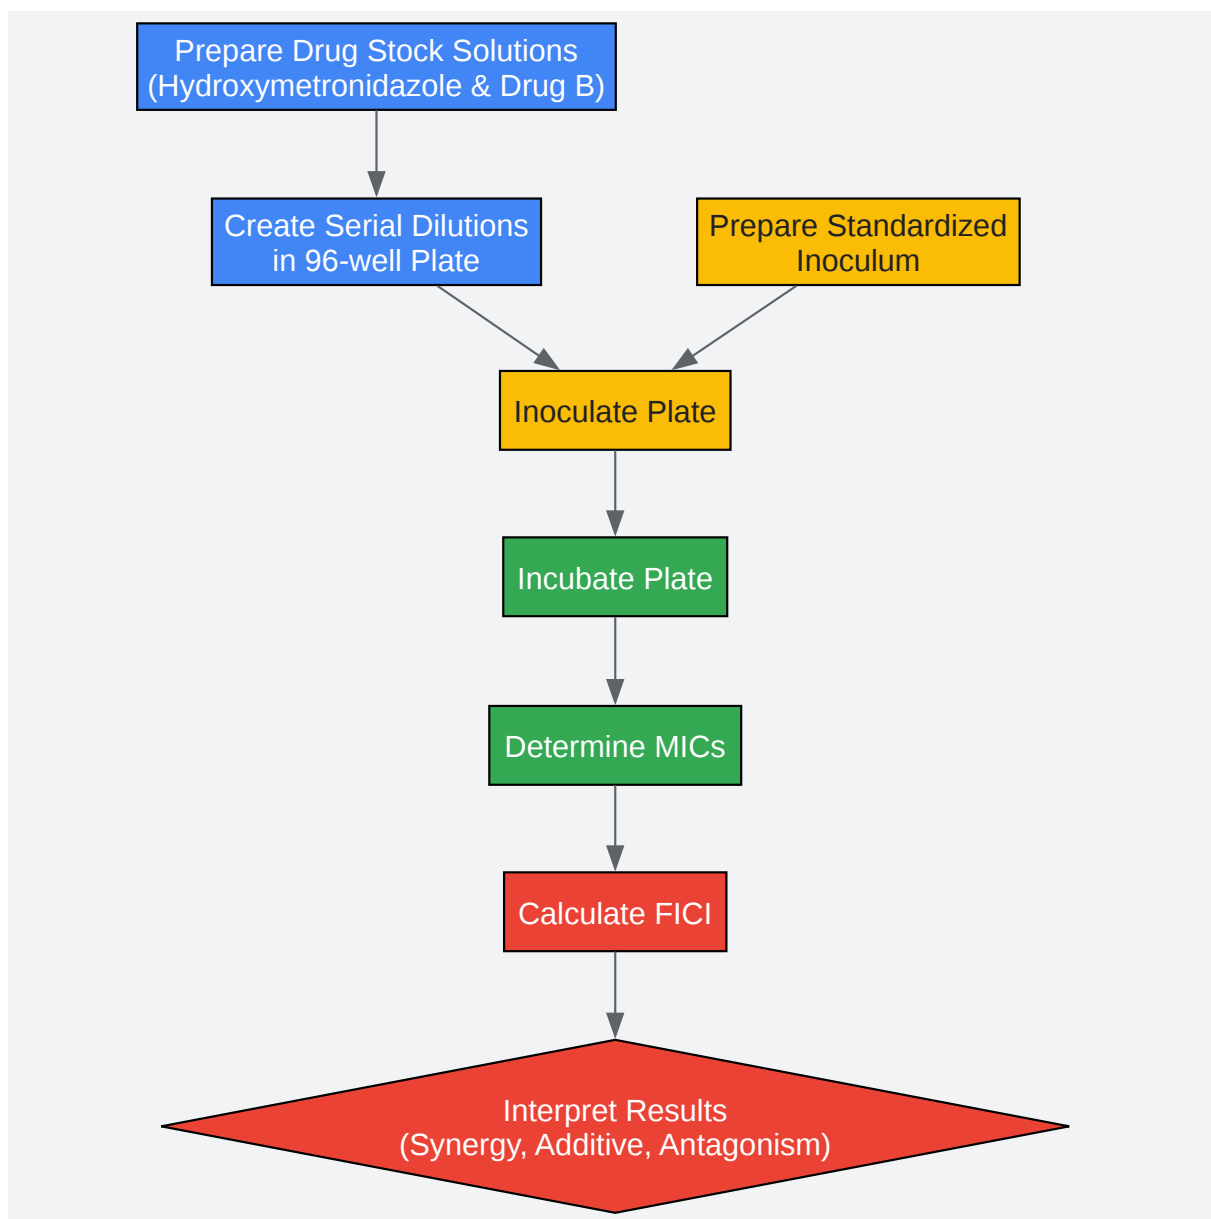 Prepare Drug Stock Solutions
(Hydroxymetronidazole & Drug B)
Create Serial Dilutions
in 96-well Plate
Prepare Standardized
Inoculum
Inoculate Plate
Incubate Plate
Determine MICs
Calculate FICI
Interpret Results
(Synergy, Additive, Antagonism)